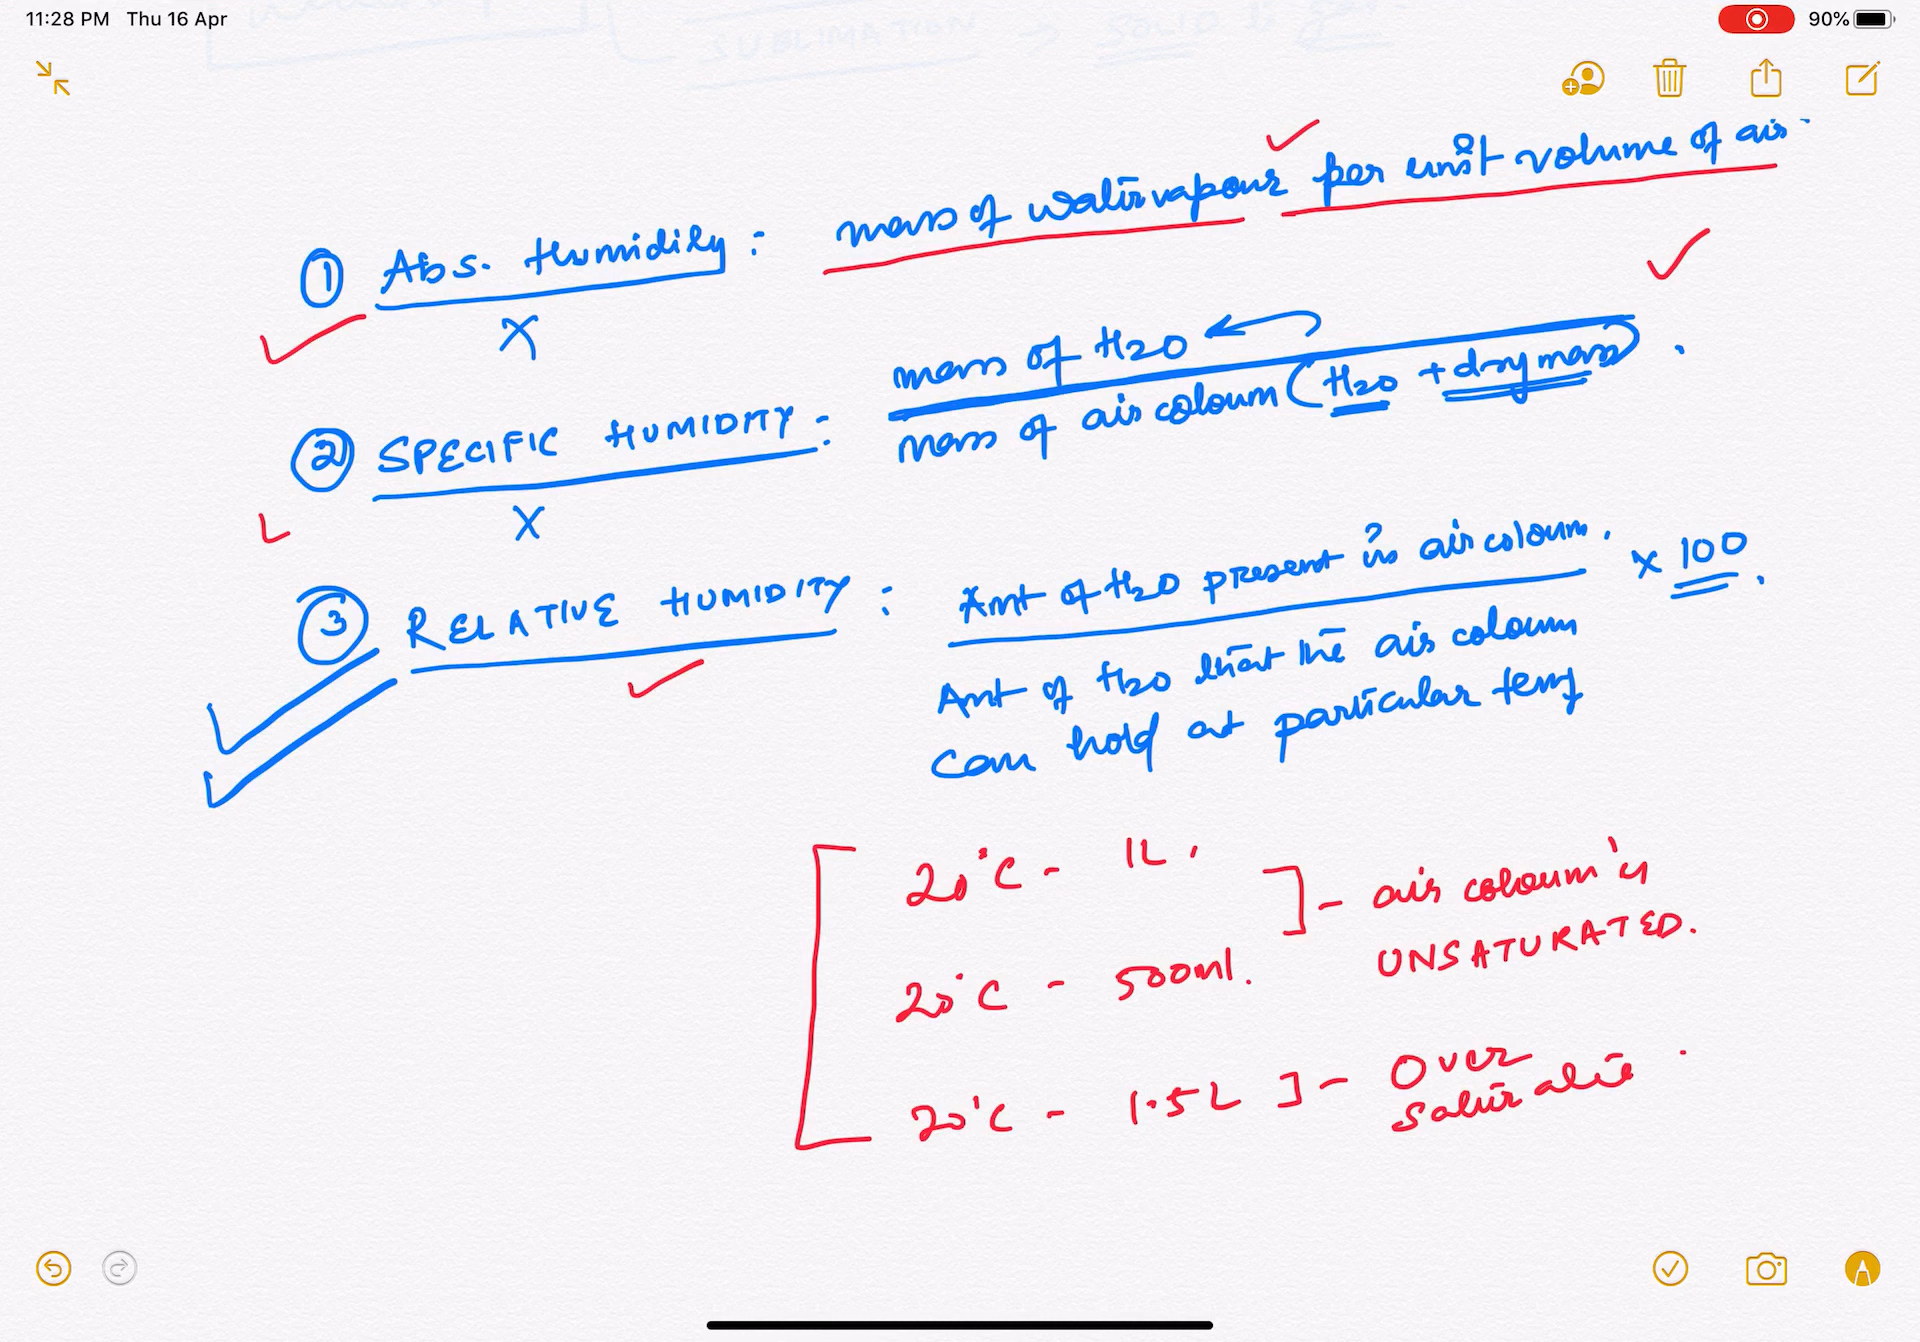 11:28 PM Thu 16 Apr
90%
SUBLIMATION → SOLID
① Abs. Humidity : mass of water vapour per unit volume of air.
X
② SPECIFIC HUMIDITY : mass of H2O
mass of air coloum (H2O + dry mass).
X
③ RELATIVE HUMIDITY : Amt of H2O present in air coloum. × 100.
Amt of H2O that the air coloum
can hold at particular temp
20°C - 1L.
] - air coloum is
UNSATURATED.
20°C - 500ml.
20°C - 1.5L ] - Over